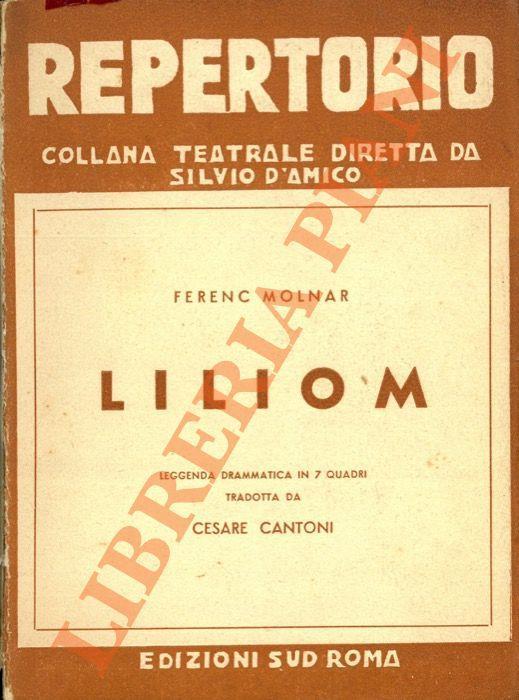 REPERTORIO
COLLANA TEATRALE DIRETTA DA
SILVIO D'AMICO
FERENC MOLNAR
LILIOM
LEGGENDA DRAMMATICA IN 7 QUADRI
TRADOTTA DA
CESARE CANTONI
EDIZIONI SUD ROMA
LIBRERIA PIANI